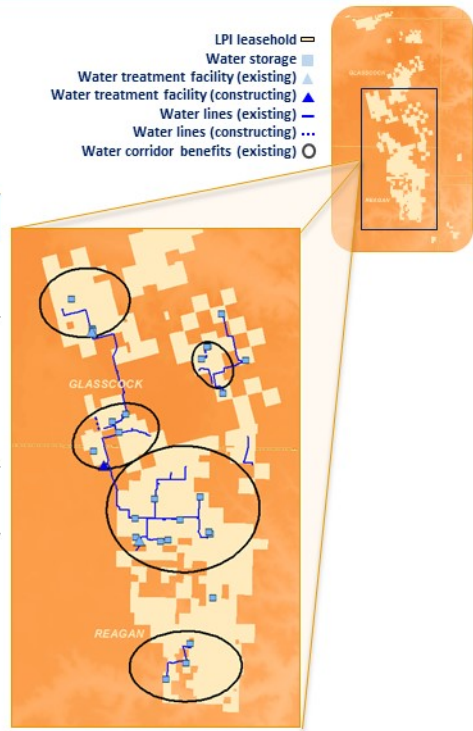 LPI leasehold
Water storage
Water treatment facility (existing)
Water treatment facility (constructing)
Water lines (existing)
Water lines (constructing)
Water corridor benefits (existing)
GLASSCOCK
REAGAN
GLASSCOCK
REAGAN